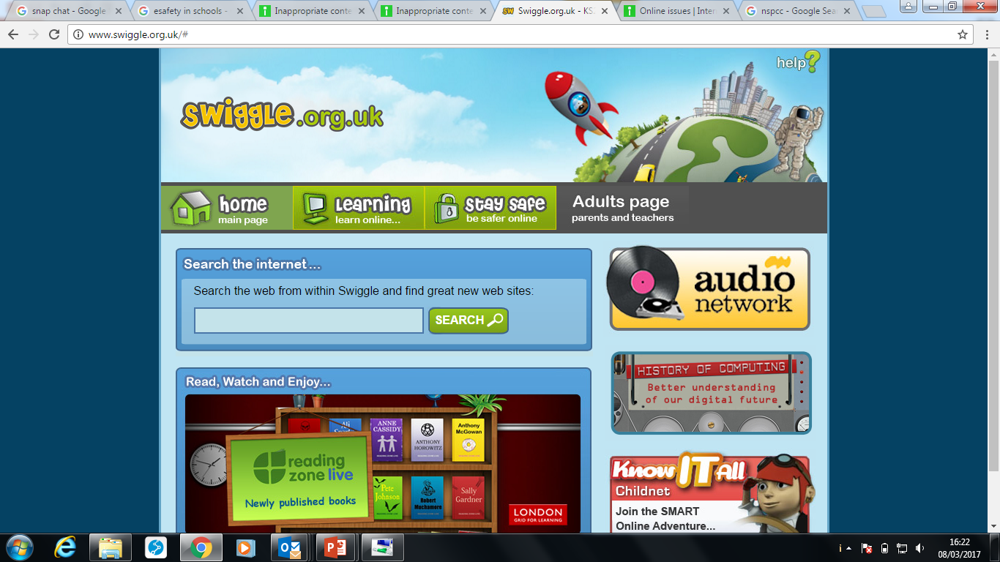 snap chat - Google
esafety in schools -
Inappropriate conte
Inappropriate conte
Swiggle.org.uk - KS
Online issues | Inter
nspcc - Google Sea
www.swiggle.org.uk/#
help?
swiggle.org.uk
home
main page
Learning
learn online...
Stay Safe
be safer online
Adults page
parents and teachers
Search the internet...
Search the web from within Swiggle and find great new web sites:
SEARCH
audio
network
HISTORY OF COMPUTING
Better understanding
of our digital future
Read, Watch and Enjoy...
Ali
ANNE
CASSIDY
ANTHONY
HOROWITZ
Anthony
McGowan
reading
zone live
Newly published books
Pete
Johnson
Robert
Muchamore
Sally
Gardner
LONDON
GRID FOR LEARNING
Know IT All
Childnet
Join the SMART
Online Adventure...
16:22
08/03/2017